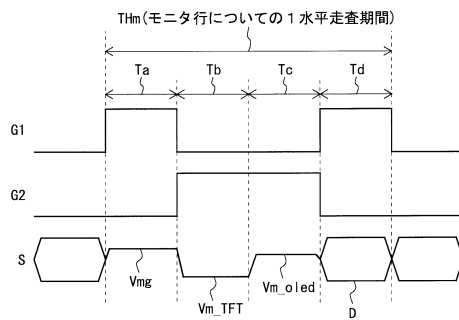 THm(モニタ行についての1水平走査期間)
Ta Tb Tc Td
G1
G2
S
Vmg
Vm_TFT
Vm_oled
D